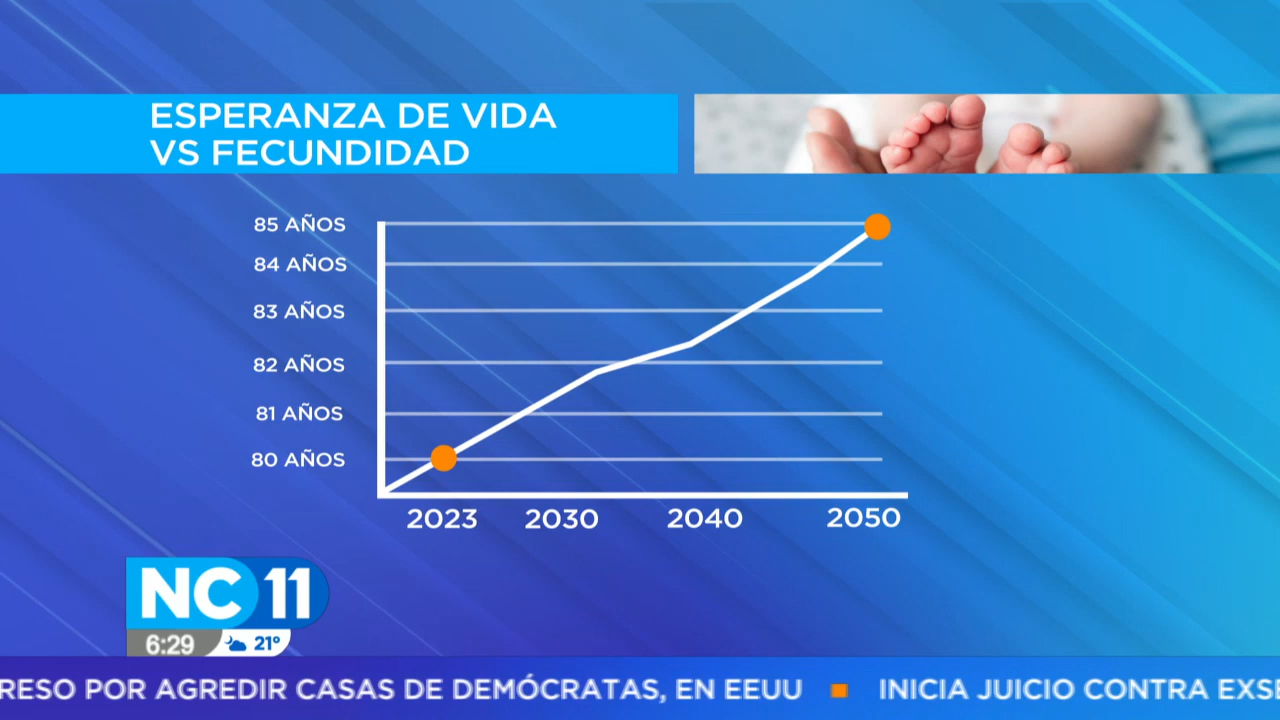 ESPERANZA DE VIDA
VS FECUNDIDAD
85 AÑOS
84 AÑOS
83 AÑOS
82 AÑOS
81 AÑOS
80 AÑOS
2023 2030 2040 2050
NC 11
6:29 21°
RESO POR AGREDIR CASAS DE DEMÓCRATAS, EN EEUU INICIA JUICIO CONTRA EXSE